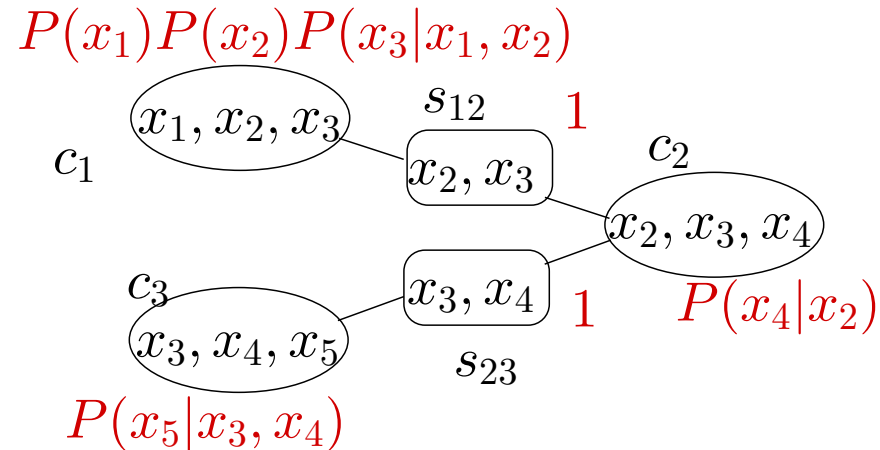 P(x₁)P(x₂)P(x₃|x₁, x₂)
s₁₂
1
x₁, x₂, x₃
c₁
x₂, x₃
c₂
x₂, x₃, x₄
c₃
x₃, x₄
1
P(x₄|x₂)
x₃, x₄, x₅
s₂₃
P(x₅|x₃, x₄)